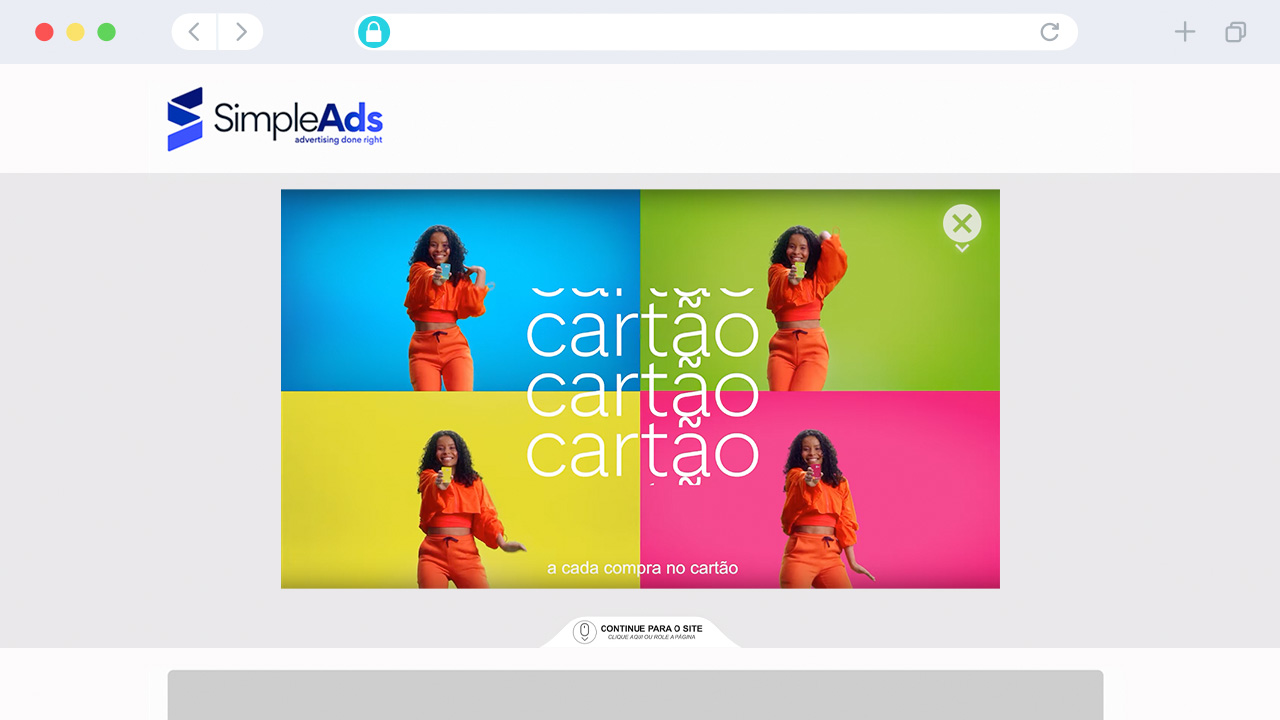 SimpleAds
advertising done right
cartão
cartão
cartão
cartão
a cada compra no cartão
CONTINUE PARA O SITE
CLIQUE AQUI OU ROLE A PÁGINA